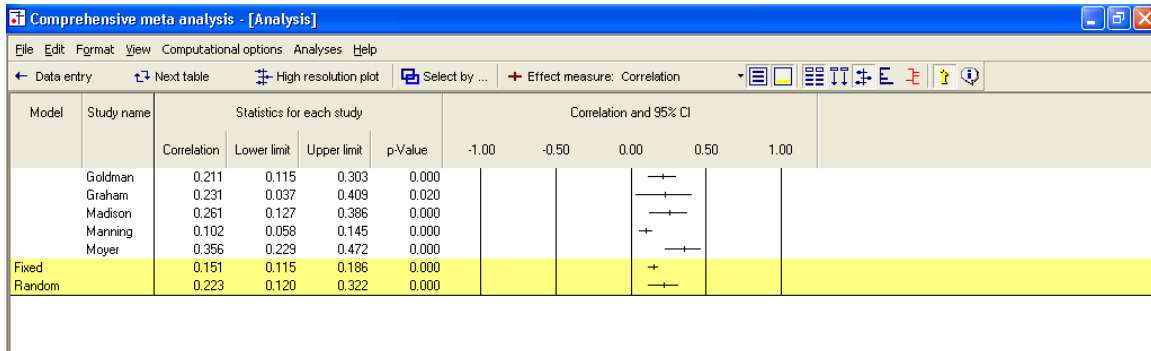 Comprehensive meta analysis - [Analysis]
File Edit Format View Computational options Analyses Help
← Data entry Next table High resolution plot Select by ... + Effect measure: Correlation
Model Study name Statistics for each study Correlation and 95% CI
Correlation Lower limit Upper limit p-Value -1.00 -0.50 0.00 0.50 1.00
Goldman 0.211 0.115 0.303 0.000
Graham 0.231 0.037 0.409 0.020
Madison 0.261 0.127 0.386 0.000
Manning 0.102 0.058 0.145 0.000
Moyer 0.356 0.229 0.472 0.000
Fixed 0.151 0.115 0.186 0.000
Random 0.223 0.120 0.322 0.000